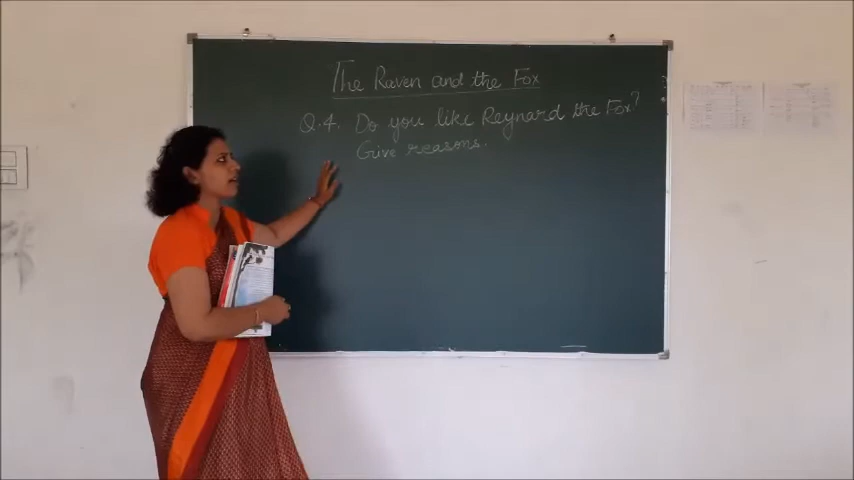 The Raven and the Fox
Q.4. Do you like Reynard the Fox?
Give reasons.